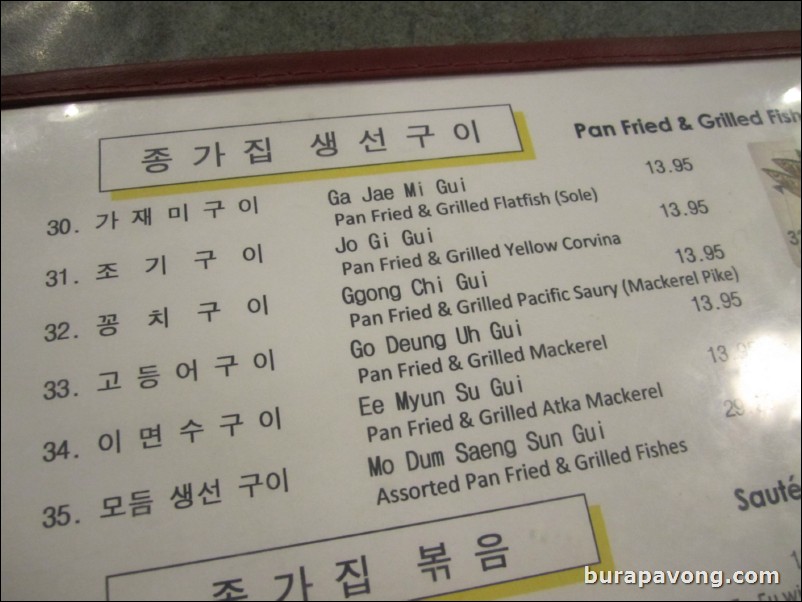 종가집 생선구이
Pan Fried & Grilled Fish
30. 가재미구이 Ga Jae Mi Gui 13.95
Pan Fried & Grilled Flatfish (Sole)
31. 조기구이 Jo Gi Gui 13.95
Pan Fried & Grilled Yellow Corvina
32. 꽁치구이 Ggong Chi Gui 13.95
Pan Fried & Grilled Pacific Saury (Mackerel Pike)
33. 고등어구이 Go Deung Uh Gui 13.95
Pan Fried & Grilled Mackerel
34. 이면수구이 Ee Myun Su Gui
Pan Fried & Grilled Atka Mackerel
35. 모듬 생선 구이 Mo Dum Saeng Sun Gui
Assorted Pan Fried & Grilled Fishes
종가집 볶음
Sauté
burapavong.com